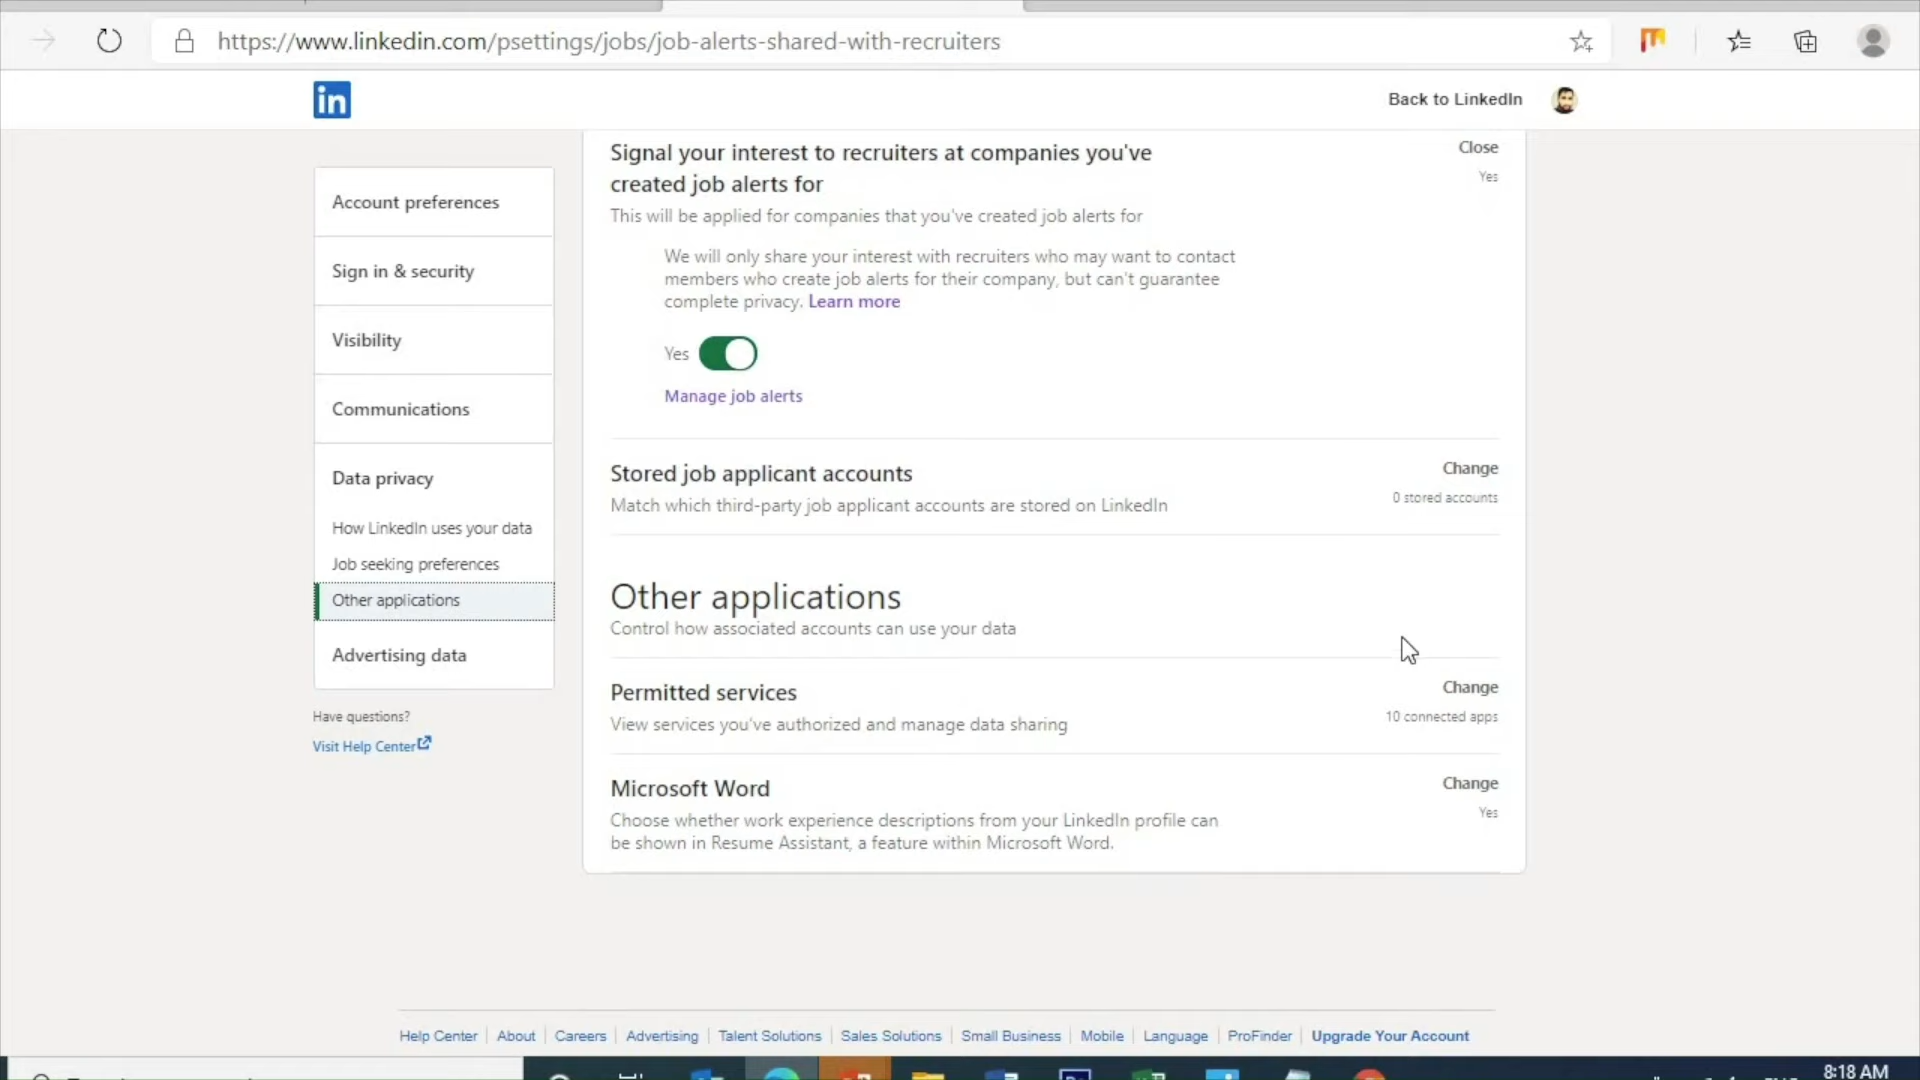 https://www.linkedin.com/psettings/jobs/job-alerts-shared-with-recruiters
in
Back to LinkedIn
Account preferences
Sign in & security
Visibility
Communications
Data privacy
How LinkedIn uses your data
Job seeking preferences
Other applications
Advertising data
Have questions?
Visit Help Center
Signal your interest to recruiters at companies you've
created job alerts for
Close
Yes
This will be applied for companies that you've created job alerts for
We will only share your interest with recruiters who may want to contact
members who create job alerts for their company, but can't guarantee
complete privacy. Learn more
Yes
Manage job alerts
Stored job applicant accounts
Change
Match which third-party job applicant accounts are stored on LinkedIn
0 stored accounts
Other applications
Control how associated accounts can use your data
Permitted services
Change
View services you've authorized and manage data sharing
10 connected apps
Microsoft Word
Change
Choose whether work experience descriptions from your LinkedIn profile can
be shown in Resume Assistant, a feature within Microsoft Word.
Yes
Help Center About Careers Advertising Talent Solutions Sales Solutions Small Business Mobile Language ProFinder Upgrade Your Account
8:18 AM